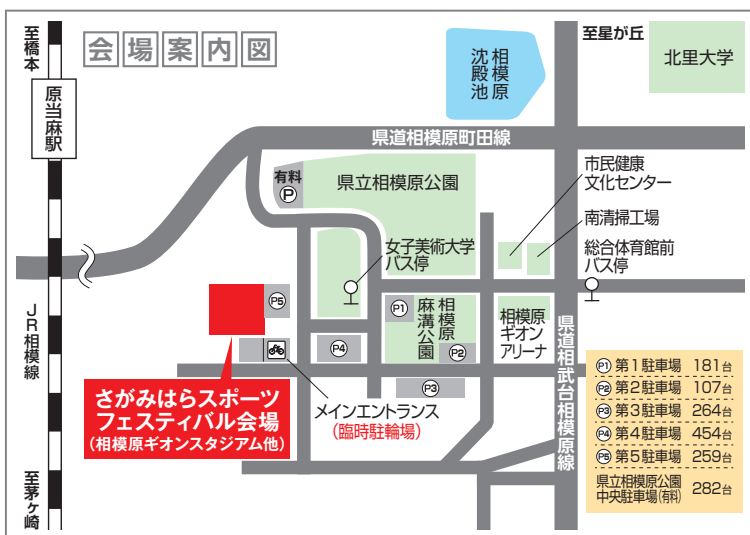 会場案内図
至橋本
原当麻駅
JR相模線
至茅ヶ崎
相模原
沈殿池
至星が丘
北里大学
県道相模原町田線
有料
P
県立相模原公園
市民健康
文化センター
南清掃工場
総合体育館前
バス停
女子美術大学
バス停
P5
P1
相模原
麻溝公園
P2
相模原
ギオン
アリーナ
県道相武台相模原線
P4
P3
さがみはらスポーツ
フェスティバル会場
(相模原ギオンスタジアム他)
メインエントランス
(臨時駐輪場)
P1 第1駐車場 181台
P2 第2駐車場 107台
P3 第3駐車場 264台
P4 第4駐車場 454台
P5 第5駐車場 259台
県立相模原公園
中央駐車場(有料) 282台